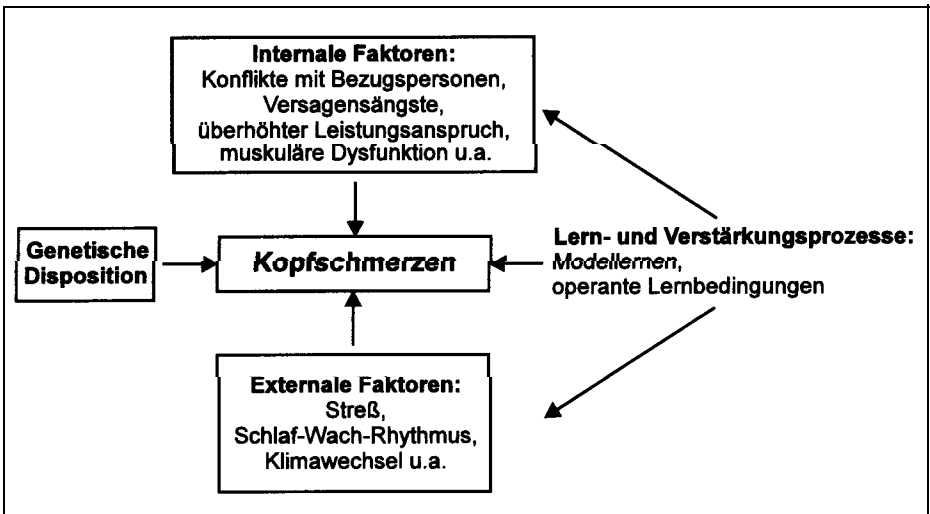 Internale Faktoren:
Konflikte mit Bezugspersonen,
Versagensängste,
überhöhter Leistungsanspruch,
muskuläre Dysfunktion u.a.
Genetische
Disposition
Kopfschmerzen
Lern- und Verstärkungsprozesse:
Modellernen,
operante Lernbedingungen
Externale Faktoren:
Streß,
Schlaf-Wach-Rhythmus,
Klimawechsel u.a.